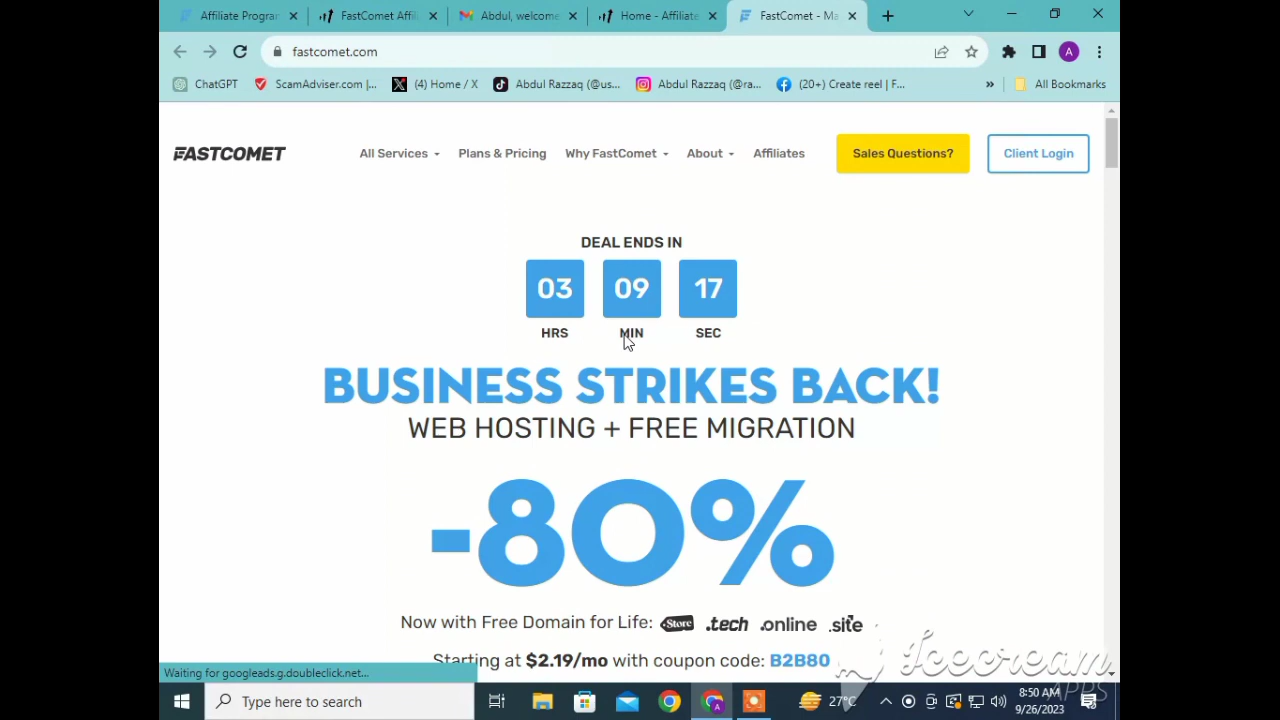 Affiliate Progran
FastComet Affil
Abdul, welcome
Home - Affiliate
FastComet - Ma
fastcomet.com
A
ChatGPT
ScamAdviser.com |...
(4) Home / X
Abdul Razzaq (@us...
Abdul Razzaq (@ra...
(20+) Create reel | F...
»
All Bookmarks
FASTCOMET
All Services
Plans & Pricing
Why FastComet
About
Affiliates
Sales Questions?
Client Login
DEAL ENDS IN
03
09
17
HRS
MIN
SEC
BUSINESS STRIKES BACK!
WEB HOSTING + FREE MIGRATION
-80%
Now with Free Domain for Life: .Store .tech .online .site
Starting at $2.19/mo with coupon code: B2B80
Icecream
APPS
Waiting for googleads.g.doubleclick.net...
Type here to search
27°C
8:50 AM
9/26/2023